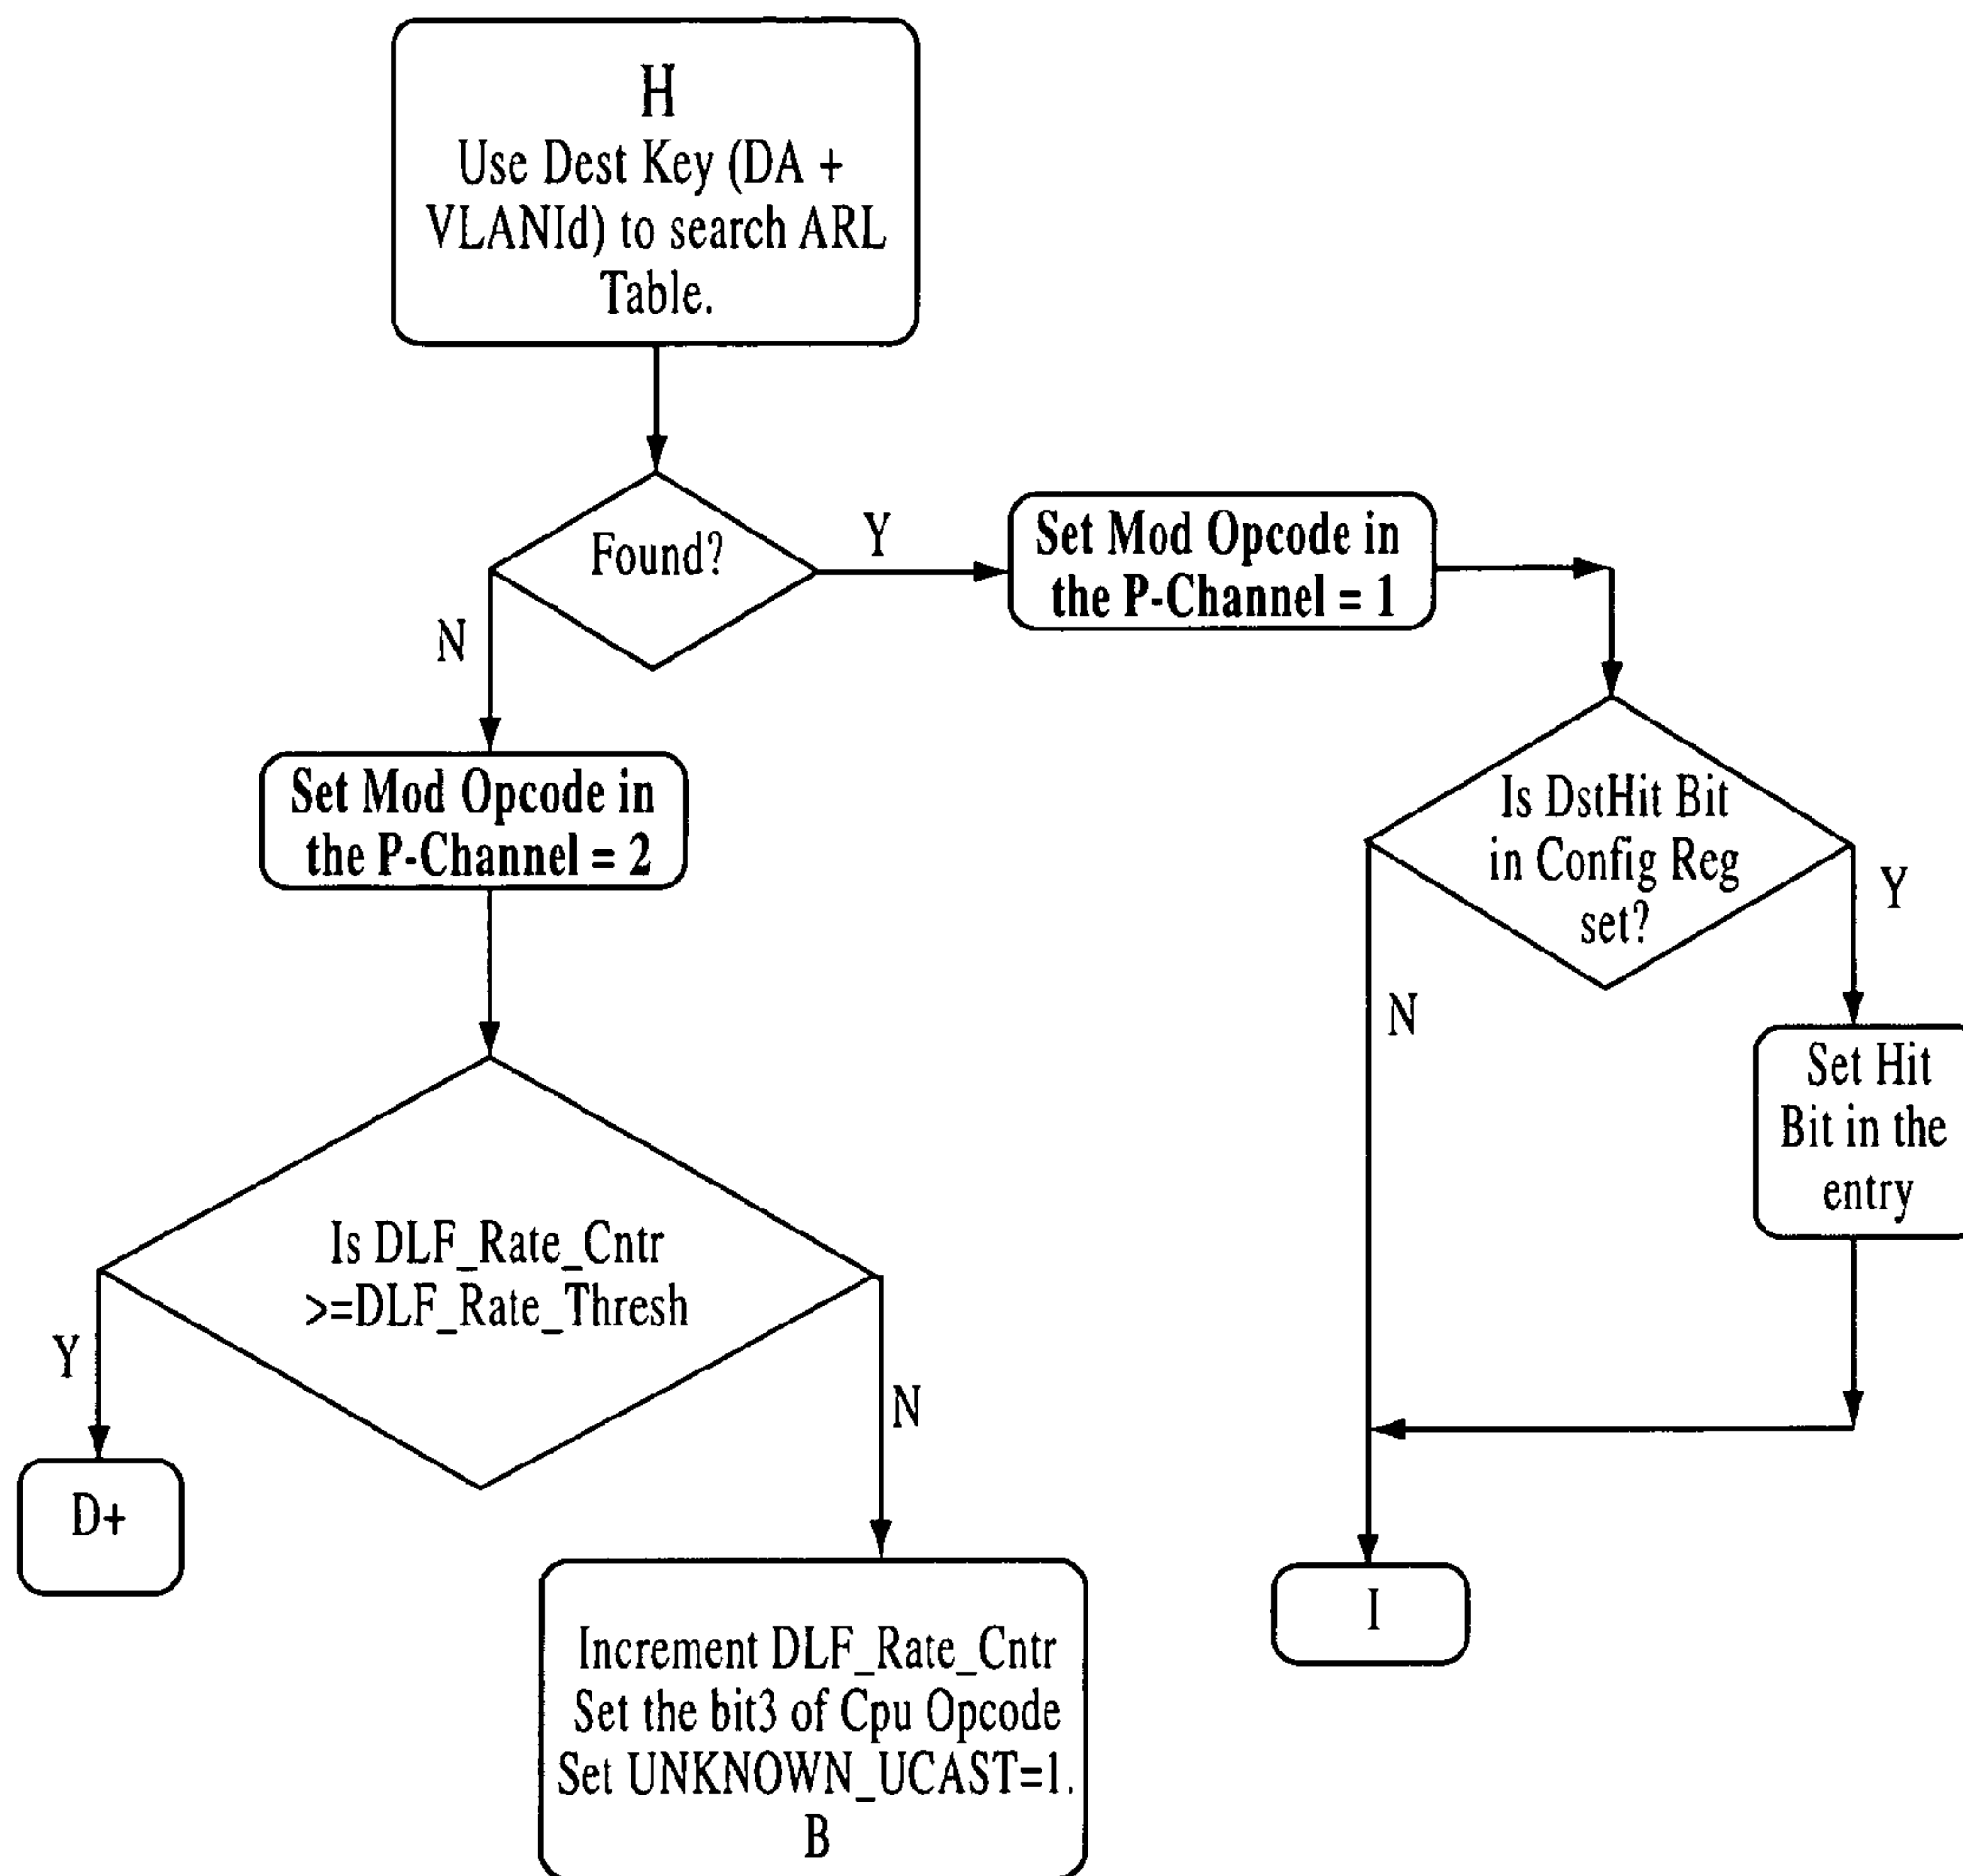 H
Use Dest Key (DA +
VLANId) to search ARL
Table.
Found?
Y
Set Mod Opcode in
the P-Channel = 1
N
Set Mod Opcode in
the P-Channel = 2
Is DstHit Bit
in Config Reg
set?
Y
N
Set Hit
Bit in the
entry
Is DLF_Rate_Cntr
>=DLF_Rate_Thresh
Y
N
D+
I
Increment DLF_Rate_Cntr
Set the bit3 of Cpu Opcode
Set UNKNOWN_UCAST=1.
B